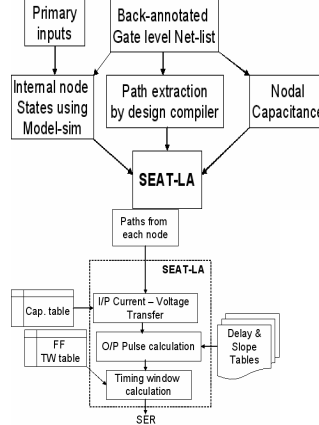 Primary
inputs
Back-annotated
Gate level Net-list
Internal node
States using
Model-sim
Path extraction
by design compiler
Nodal
Capacitance
SEAT-LA
Paths from
each node
SEAT-LA
Cap. table
I/P Current – Voltage
Transfer
FF
TW table
O/P Pulse calculation
Delay &
Slope
Tables
Timing window
calculation
SER